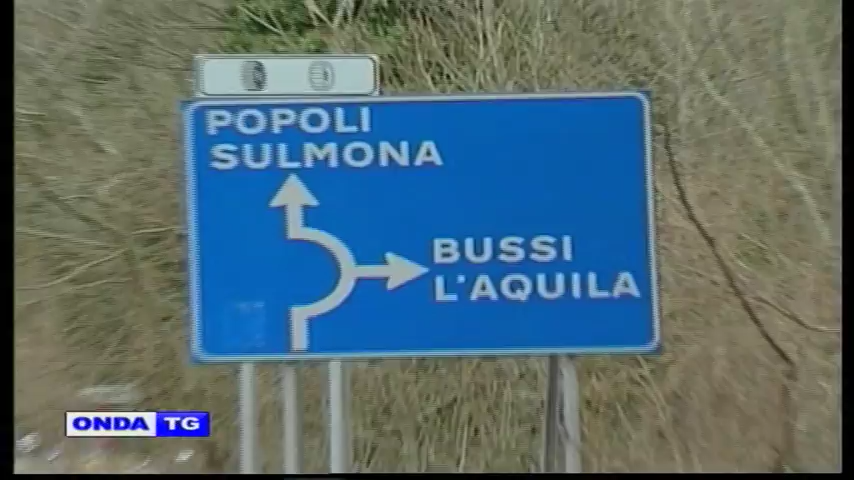 POPOLI
SULMONA
BUSSI
L'AQUILA
ONDA TG